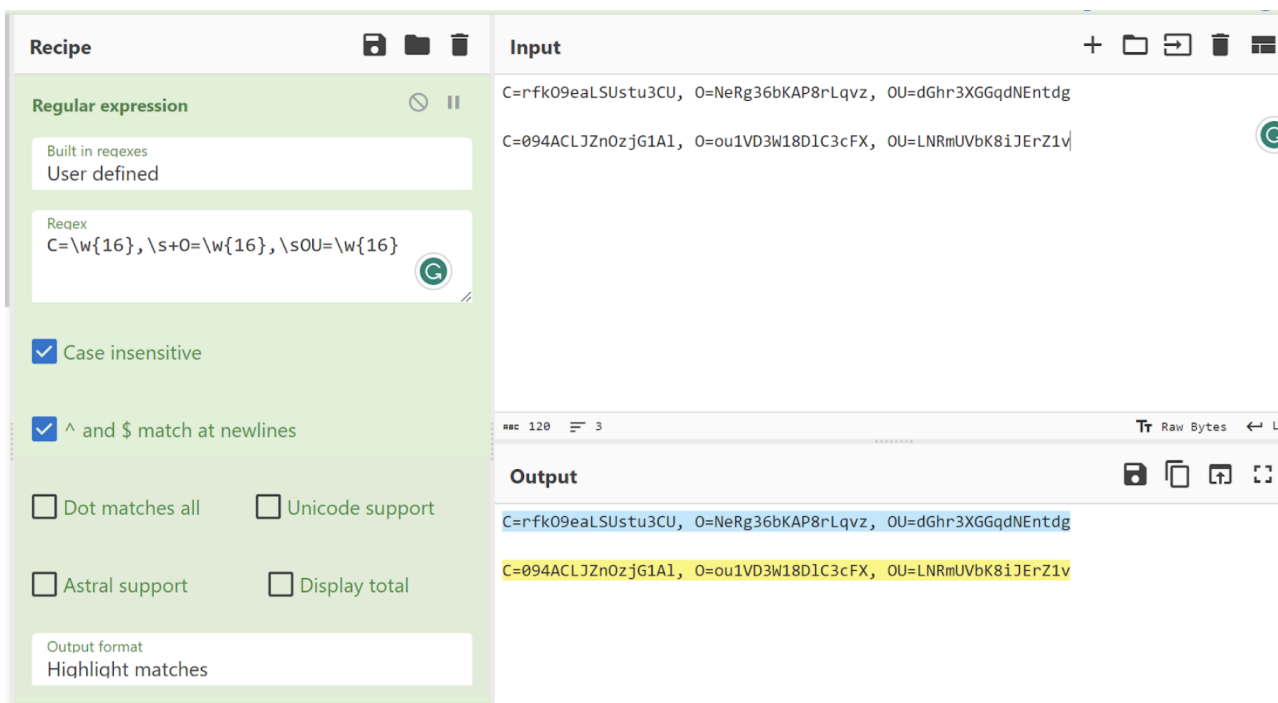 Recipe
Regular expression
Built in regexes
User defined
Regex
C=\w{16},\s+O=\w{16},\sOU=\w{16}
Case insensitive
^ and $ match at newlines
Dot matches all
Unicode support
Astral support
Display total
Output format
Highlight matches
Input
C=rfkO9eaLSUstu3CU, O=NeRg36bKAP8rLqvz, OU=dGhr3XGGqdNEntdg
C=094ACLJZnOzjG1Al, O=ou1VD3W18DlC3cFX, OU=LNRmUVbK8iJErZ1v
ABC 120 3
Tт Raw Bytes L
Output
C=rfkO9eaLSUstu3CU, O=NeRg36bKAP8rLqvz, OU=dGhr3XGGqdNEntdg
C=094ACLJZnOzjG1Al, O=ou1VD3W18DlC3cFX, OU=LNRmUVbK8iJErZ1v